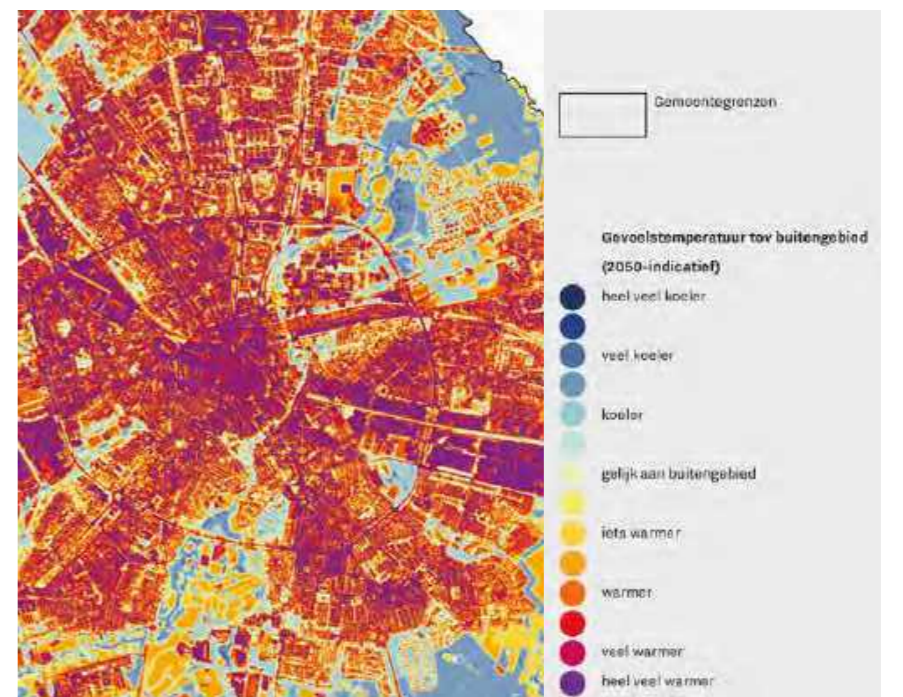 Gemeentegrenzen
Gevoelstemperatuur tov buitengebied
(2050-indicatief)
heel veel koeler
veel koeler
koeler
gelijk aan buitengebied
iets warmer
warmer
veel warmer
heel veel warmer